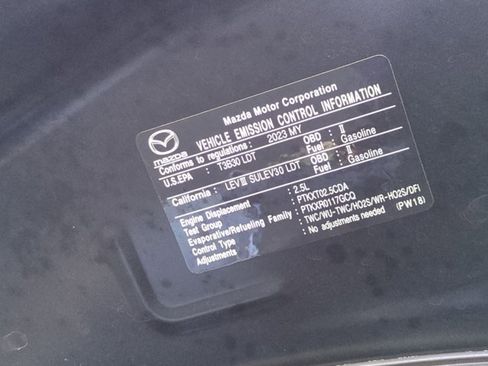 Mazda Motor Corporation
mazda VEHICLE EMISSION CONTROL INFORMATION
Conforms to regulations: 2023 MY
U.S.EPA : T3B30 LDT OBD : II
Fuel : Gasoline
California : LEVIII SULEV30 LDT OBD : II
Fuel : Gasoline
Engine Displacement : 2.5L
Test Group : PTKXT02.5CDA
Evaporative/Refueling Family : PTKXR0117GCQ
Control Type : TWC/WU-TWC/HO2S/WR-HO2S/DFI
Adjustments : No adjustments needed (PW18)